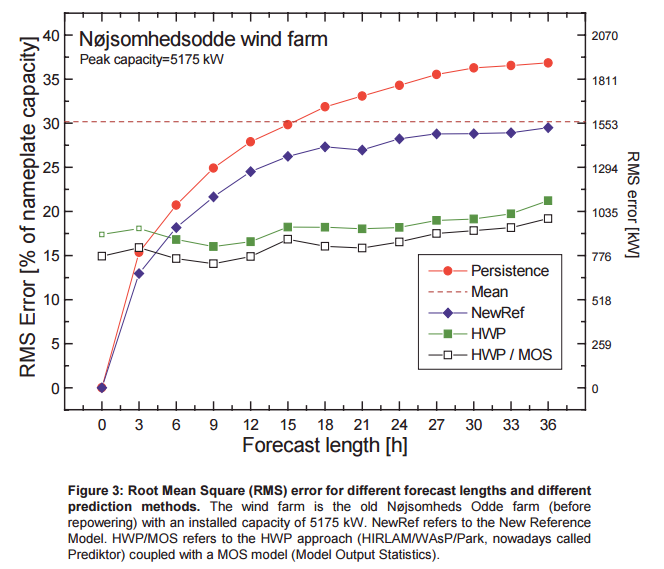 Nøjsomhedsodde wind farm
Peak capacity=5175 kW
RMS Error [% of nameplate capacity]
40
35
30
25
20
15
10
5
0
2070
1811
1553
1294
1035
776
518
259
0
RMS error [kW]
Persistence
Mean
NewRef
HWP
HWP / MOS
0 3 6 9 12 15 18 21 24 27 30 33 36
Forecast length [h]
Figure 3: Root Mean Square (RMS) error for different forecast lengths and different
prediction methods. The wind farm is the old Nøjsomheds Odde farm (before
repowering) with an installed capacity of 5175 kW. NewRef refers to the New Reference
Model. HWP/MOS refers to the HWP approach (HIRLAM/WAsP/Park, nowadays called
Prediktor) coupled with a MOS model (Model Output Statistics).